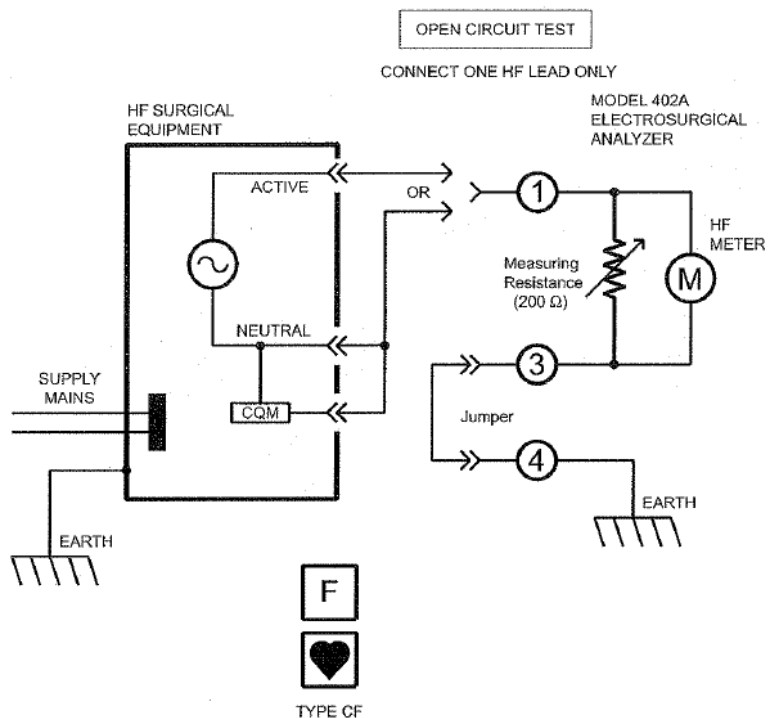 OPEN CIRCUIT TEST
CONNECT ONE HF LEAD ONLY
HF SURGICAL
EQUIPMENT
MODEL 402A
ELECTROSURGICAL
ANALYZER
ACTIVE
OR
1
HF
METER
Measuring
Resistance
(200 Ω)
M
NEUTRAL
3
SUPPLY
MAINS
CQM
Jumper
4
EARTH
EARTH
F
TYPE CF